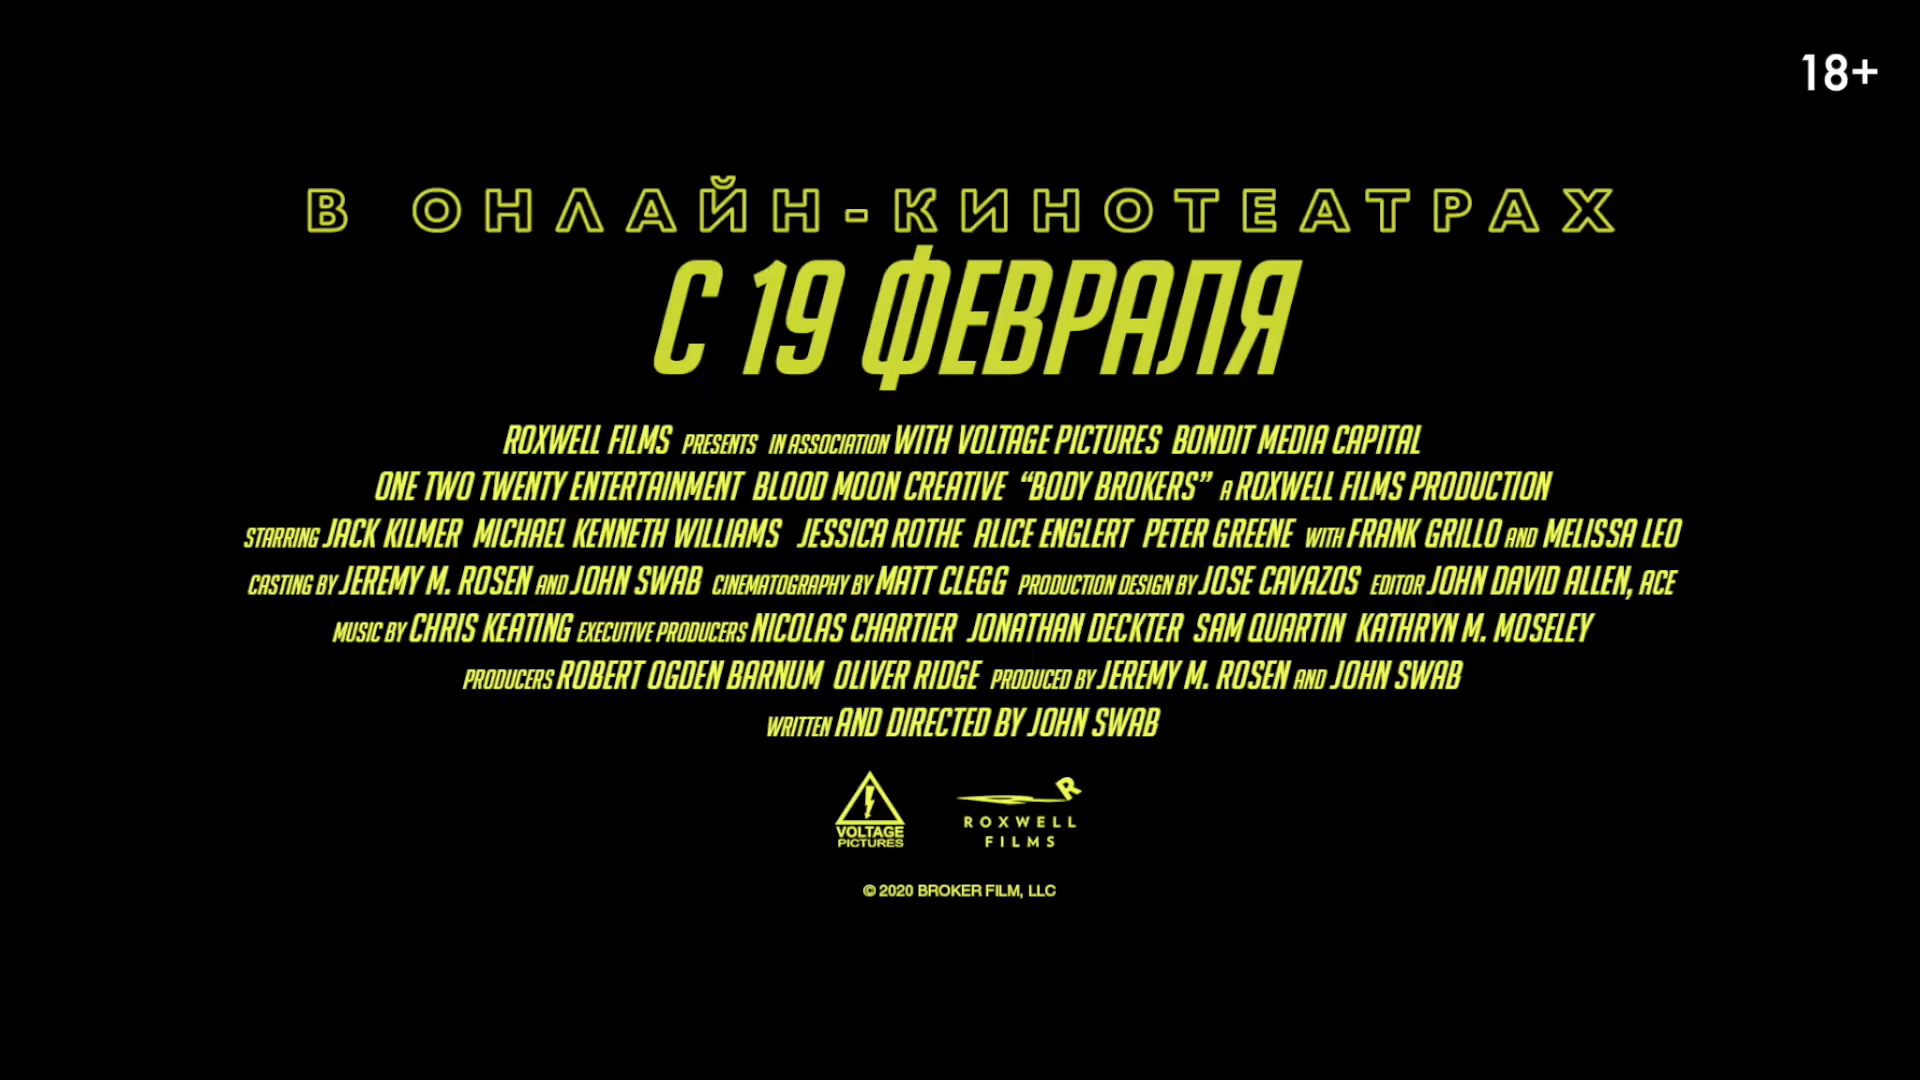 18+
В ОНЛАЙН-КИНОТЕАТРАХ
С 19 ФЕВРАЛЯ
ROXWELL FILMS PRESENTS IN ASSOCIATION WITH VOLTAGE PICTURES BONDIT MEDIA CAPITAL
ONE TWO TWENTY ENTERTAINMENT BLOOD MOON CREATIVE “BODY BROKERS” A ROXWELL FILMS PRODUCTION
STARRING JACK KILMER MICHAEL KENNETH WILLIAMS JESSICA ROTHE ALICE ENGLERT PETER GREENE WITH FRANK GRILLO AND MELISSA LEO
CASTING BY JEREMY M. ROSEN AND JOHN SWAB CINEMATOGRAPHY BY MATT CLEGG PRODUCTION DESIGN BY JOSE CAVAZOS EDITOR JOHN DAVID ALLEN, ACE
MUSIC BY CHRIS KEATING EXECUTIVE PRODUCERS NICOLAS CHARTIER JONATHAN DECKTER SAM QUARTIN KATHRYN M. MOSELEY
PRODUCERS ROBERT OGDEN BARNUM OLIVER RIDGE PRODUCED BY JEREMY M. ROSEN AND JOHN SWAB
WRITTEN AND DIRECTED BY JOHN SWAB
VOLTAGE
PICTURES
R
ROXWELL
FILMS
© 2020 BROKER FILM, LLC